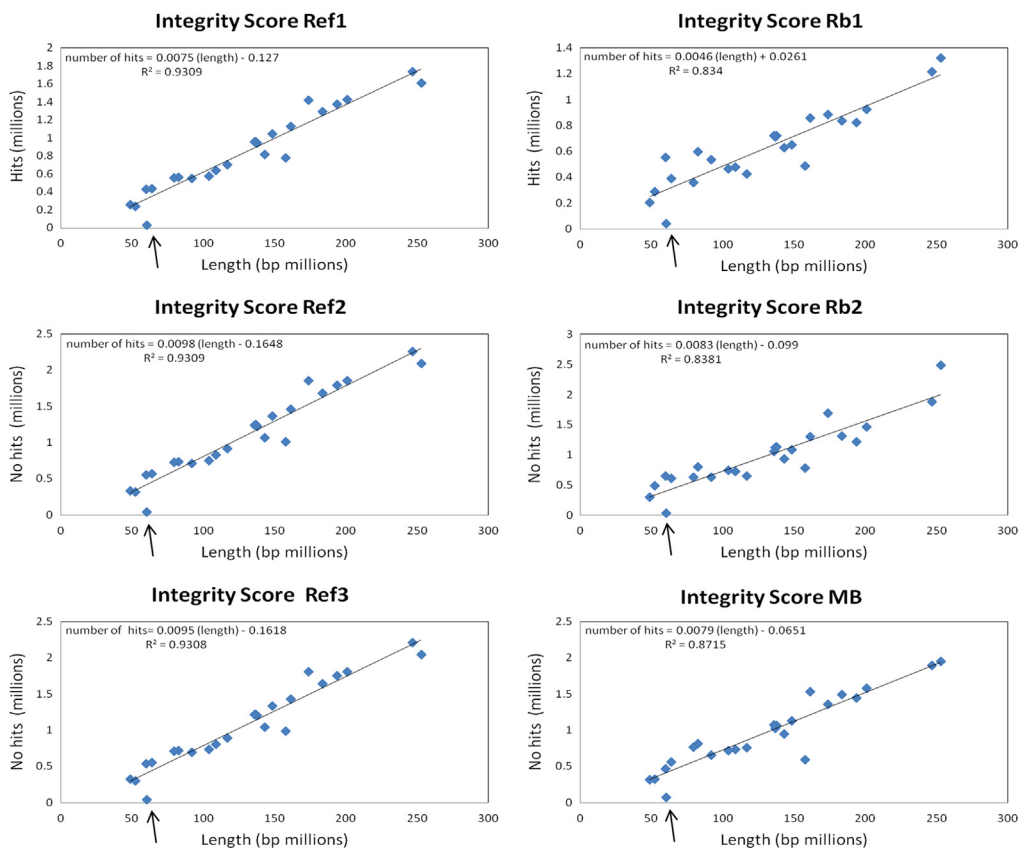 Integrity Score Ref1
number of hits = 0.0075 (length) - 0.127
R² = 0.9309
Hits (millions)
2
1.8
1.6
1.4
1.2
1
0.8
0.6
0.4
0.2
0
0 50 100 150 200 250 300
Length (bp millions)
Integrity Score Rb1
number of hits = 0.0046 (length) + 0.0261
R² = 0.834
Hits (millions)
1.4
1.2
1
0.8
0.6
0.4
0.2
0
0 50 100 150 200 250 300
Length (bp millions)
Integrity Score Ref2
number of hits = 0.0098 (length - 0.1648
R² = 0.9309
No hits (millions)
2.5
2
1.5
1
0.5
0
0 50 100 150 200 250 300
Length (bp millions)
Integrity Score Rb2
number of hits = 0.0083 (length) - 0.099
R² = 0.8381
No hits (millions)
3
2.5
2
1.5
1
0.5
0
0 50 100 150 200 250 300
Length (bp millions)
Integrity Score Ref3
number of hits= 0.0095 (length) - 0.1618
R² = 0.9308
No hits (millions)
2.5
2
1.5
1
0.5
0
0 50 100 150 200 250 300
Length (bp millions)
Integrity Score MB
number of hits = 0.0079 (length) - 0.0651
R² = 0.8715
No hits (millions)
2.5
2
1.5
1
0.5
0
0 50 100 150 200 250 300
Length (bp millions)